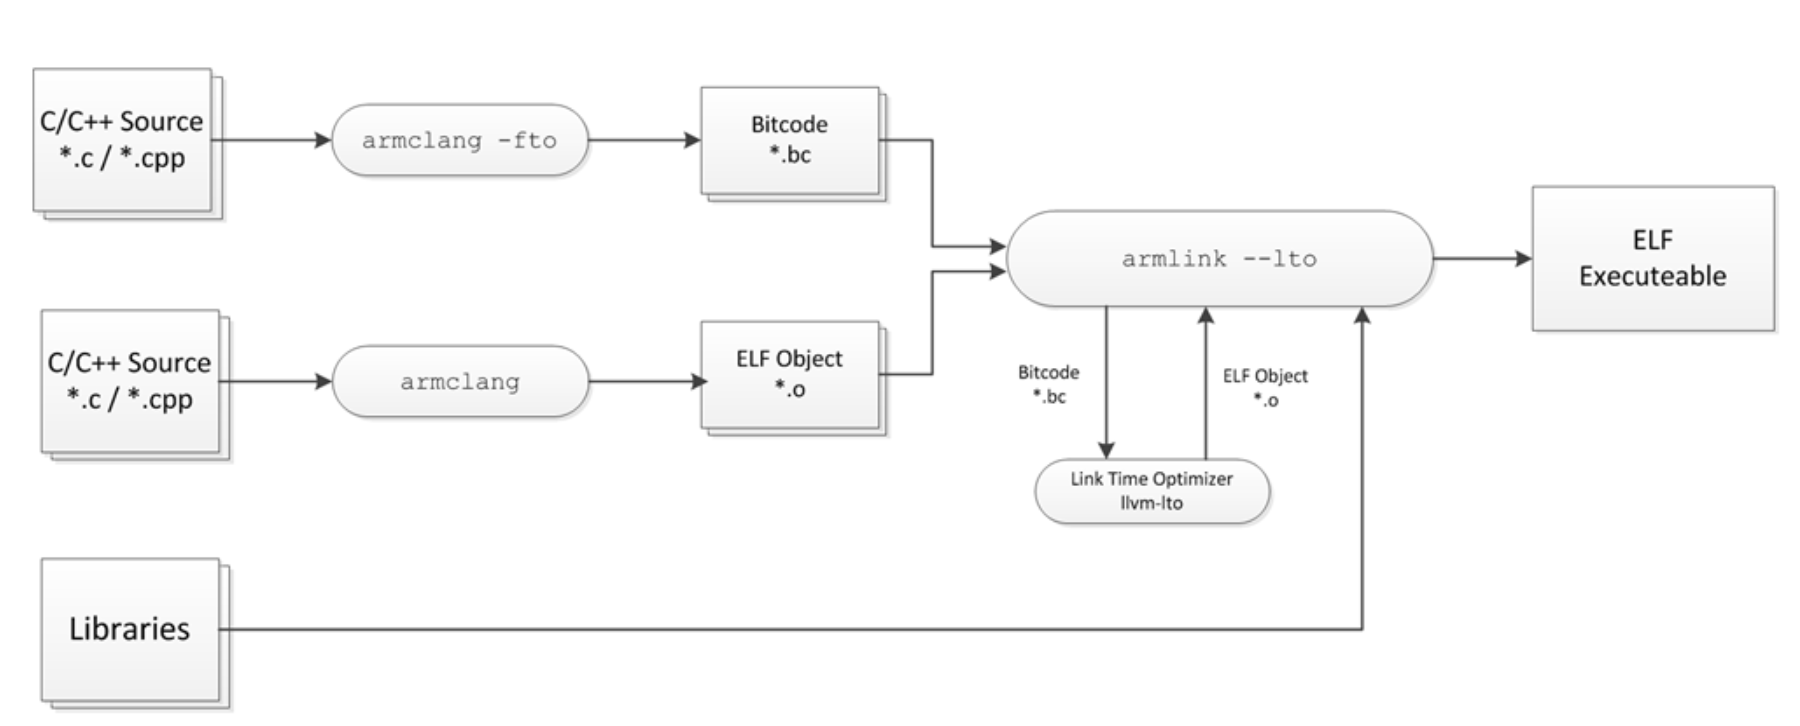 C/C++ Source
*.c / *.cpp
armclang -fto
Bitcode
*.bc
armlink --lto
ELF
Executeable
C/C++ Source
*.c / *.cpp
armclang
ELF Object
*.o
Bitcode
*.bc
ELF Object
*.o
Link Time Optimizer
llvm-lto
Libraries